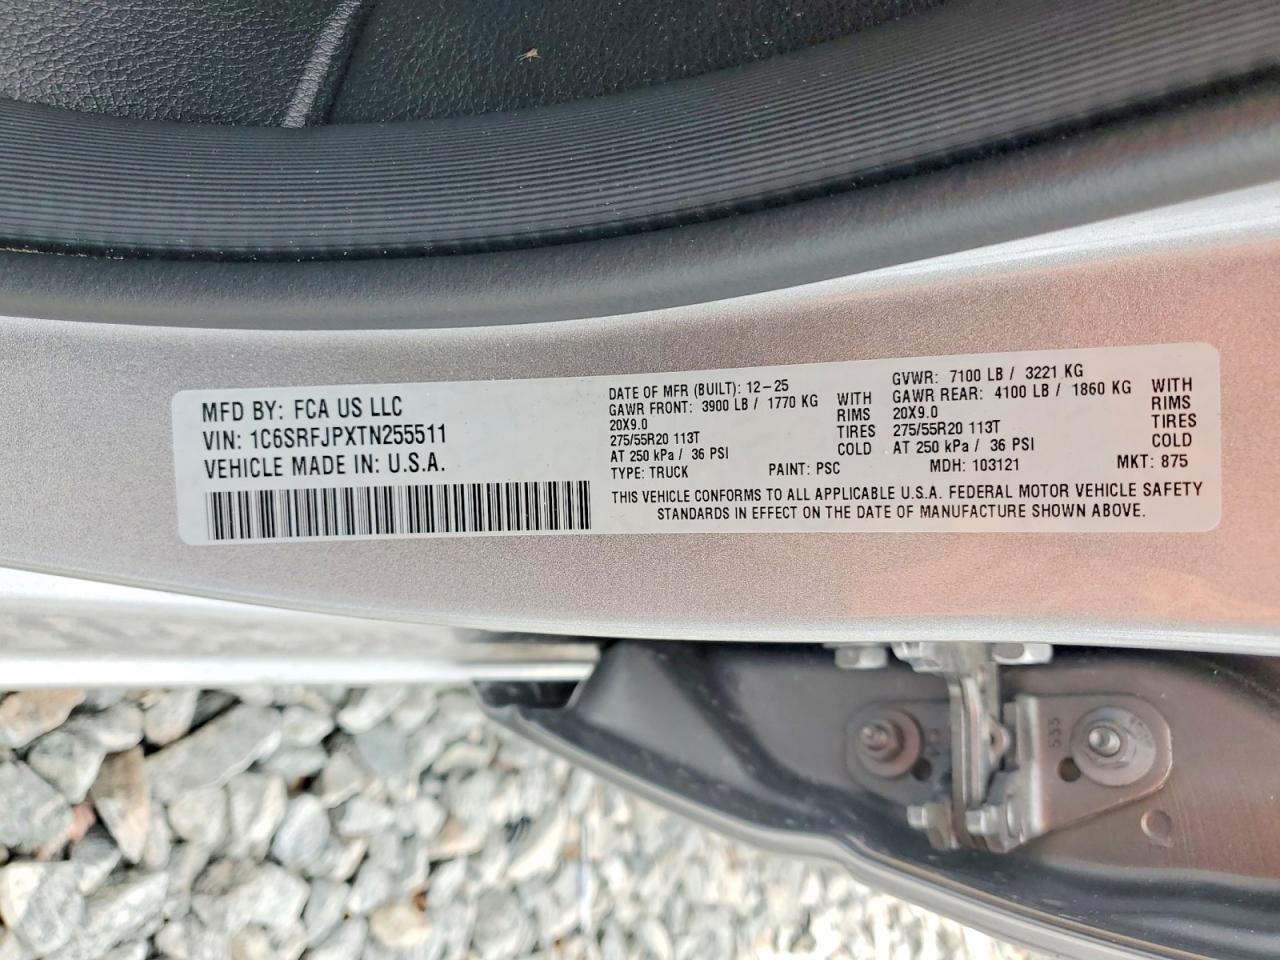 MFD BY: FCA US LLC
VIN: 1C6SRFJPXTN255511
VEHICLE MADE IN: U.S.A.
DATE OF MFR (BUILT): 12-25
GAWR FRONT: 3900 LB / 1770 KG WITH
20X9.0 RIMS
275/55R20 113T TIRES
AT 250 kPa / 36 PSI COLD
GVWR: 7100 LB / 3221 KG
GAWR REAR: 4100 LB / 1860 KG WITH
20X9.0 RIMS
275/55R20 113T TIRES
AT 250 kPa / 36 PSI COLD
TYPE: TRUCK PAINT: PSC MDH: 103121 MKT: 875
THIS VEHICLE CONFORMS TO ALL APPLICABLE U.S.A. FEDERAL MOTOR VEHICLE SAFETY
STANDARDS IN EFFECT ON THE DATE OF MANUFACTURE SHOWN ABOVE.
533